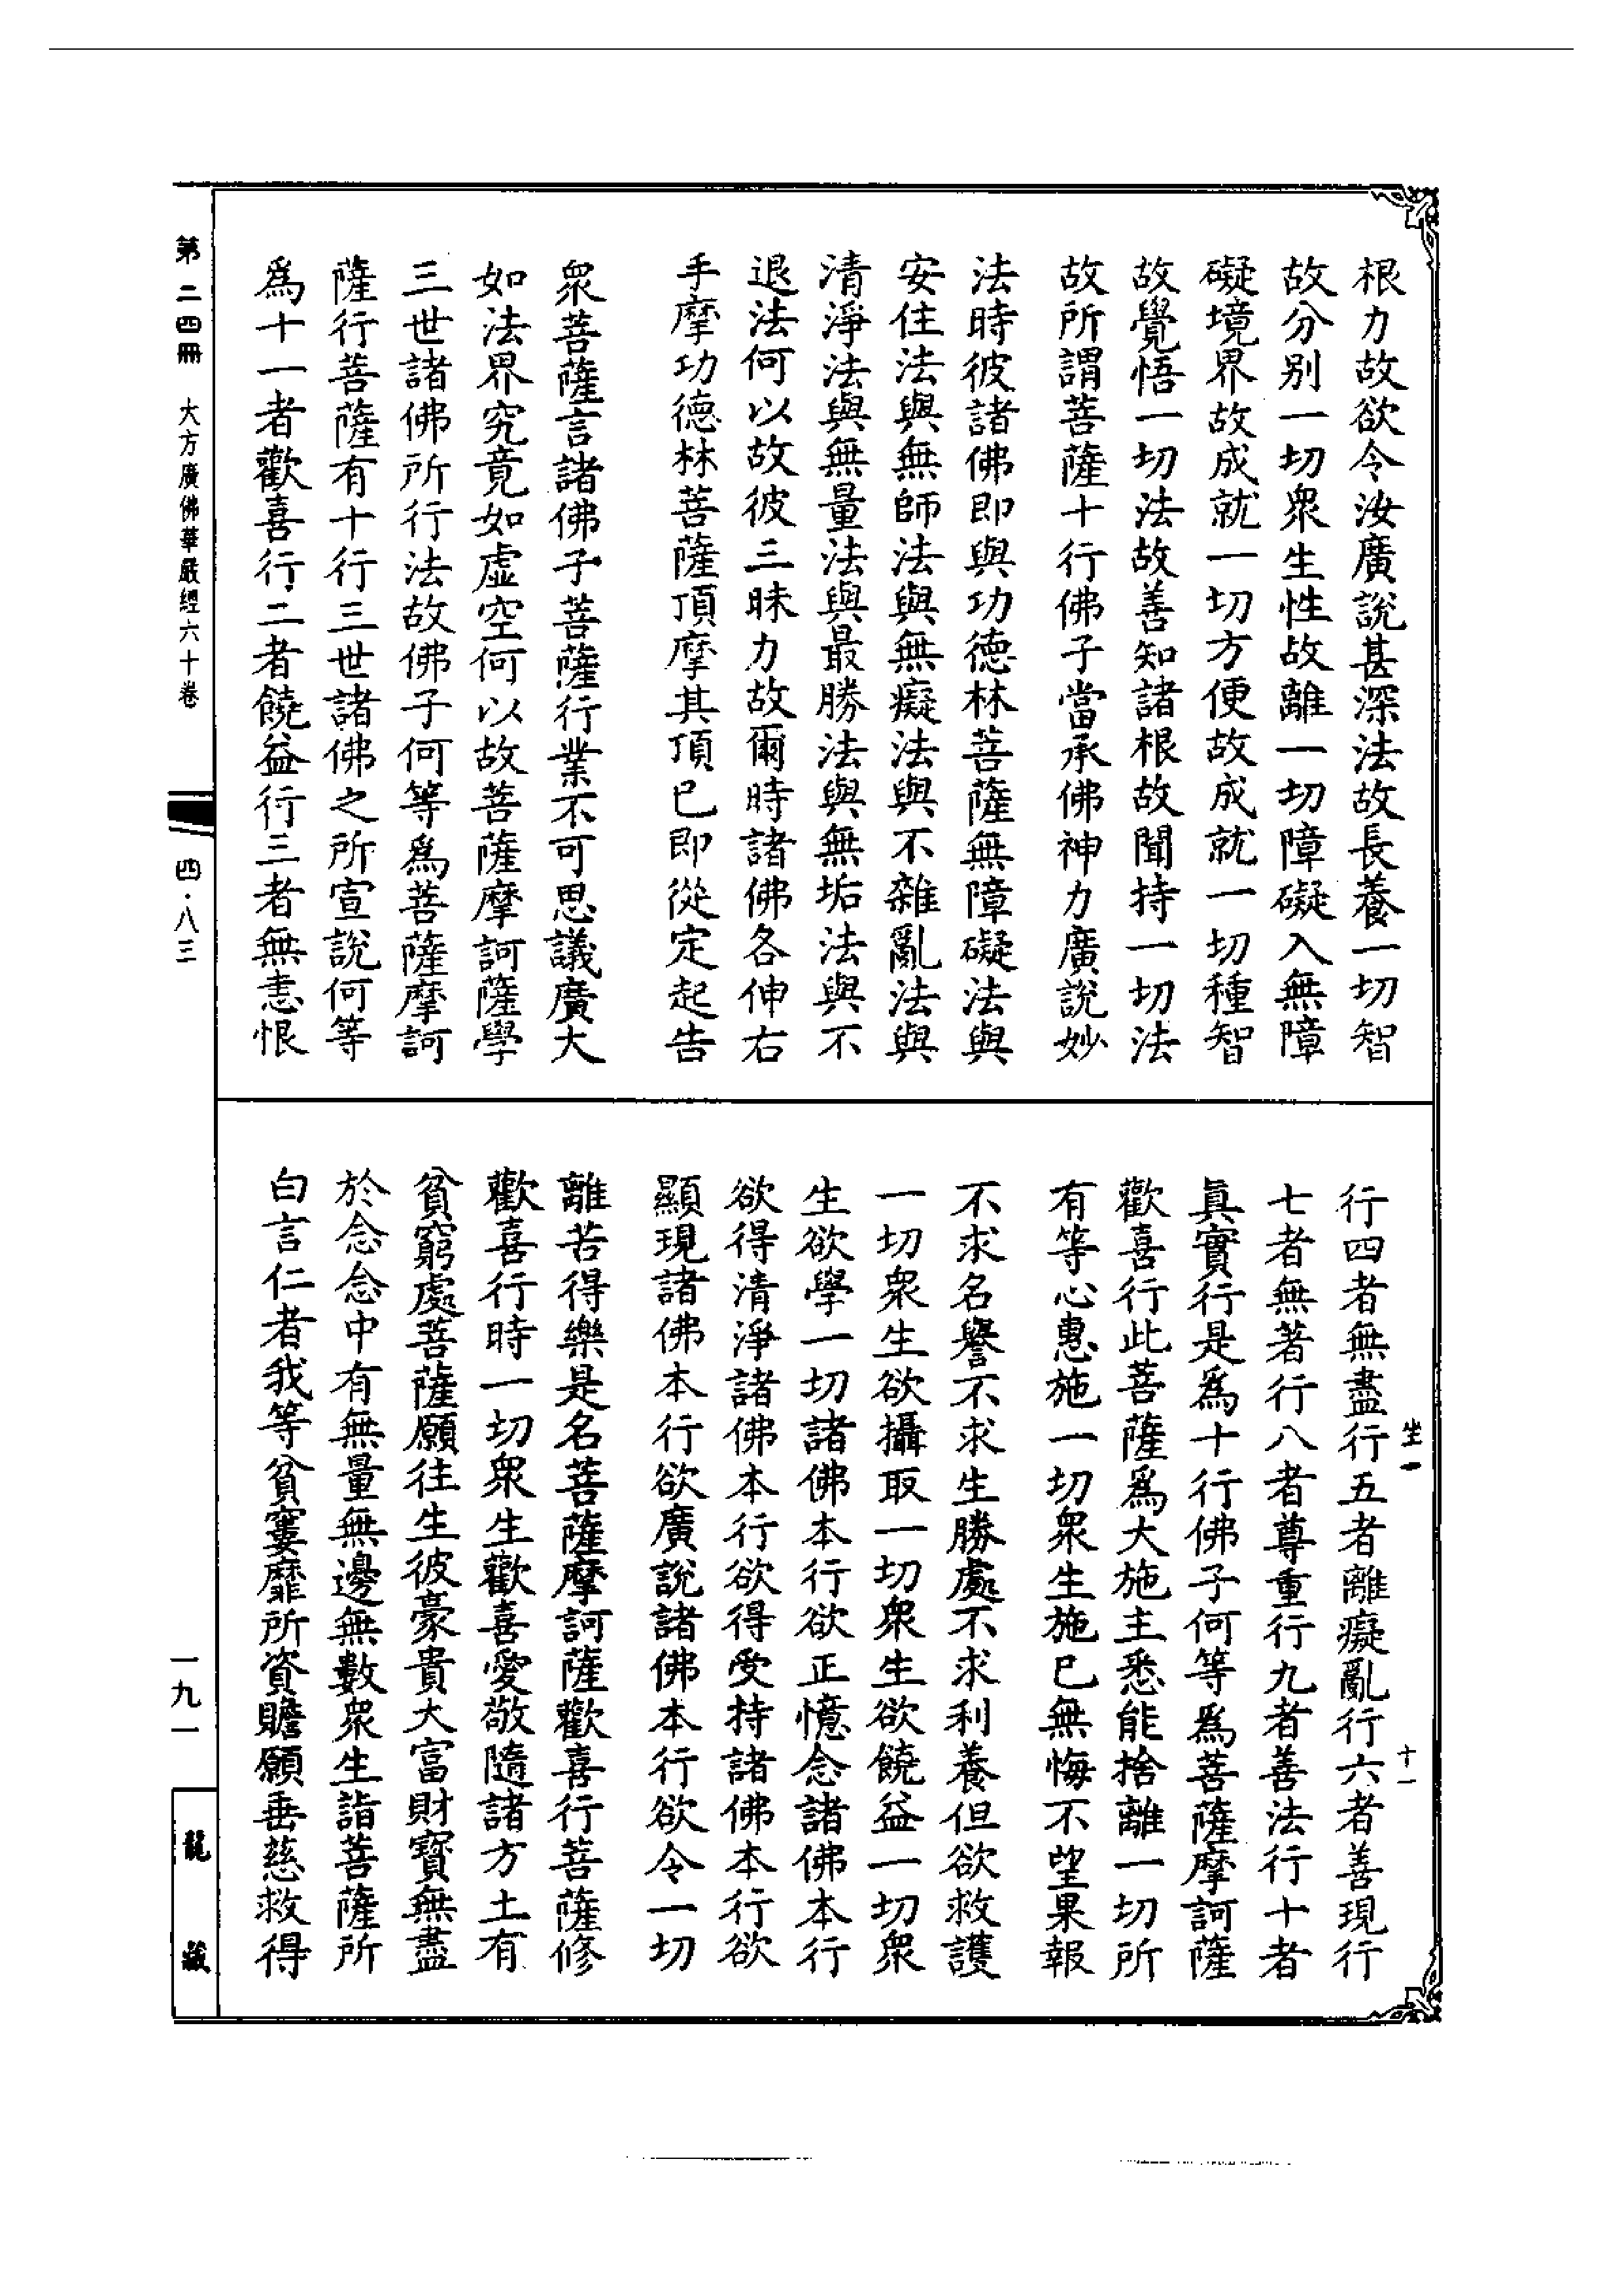 根力故欲令汝廣說甚深法故長養一切智
故分別一切衆生性故離一切障礙入無障
礙境界故成就一切方便故成就一切種智
故覺悟一切法故善知諸根故聞持一切法
故所謂菩薩十行佛子當承佛神力廣說妙
法時彼諸佛即與功德林菩薩無障礙法與
安住法與無師法與無癡法與不雜亂法與
清淨法與無量法與最勝法與無垢法與不
退法何以故彼三昧力故爾時諸佛各伸右
手摩功德林菩薩頂摩其頂已即從定起告
衆菩薩言諸佛子菩薩行業不可思議廣大
如法界究竟如虛空何以故菩薩摩訶薩學
三世諸佛所行法故佛子何等爲菩薩摩訶
薩行菩薩有十行三世諸佛之所宣說何等
爲十一者歡喜行二者饒益行三者無恚恨
行四者無盡行五者離癡亂行六者善現行
七者無著行八者尊重行九者善法行十者
眞實行是爲十行佛子何等爲菩薩摩訶薩
歡喜行此菩薩爲大施主悉能捨離一切所
有等心惠施一切衆生施已無悔不望果報
不求名譽不求生勝處不求利養但欲救護
一切衆生欲攝取一切衆生欲饒益一切衆
生欲學一切諸佛本行欲正憶念諸佛本行
欲得清淨諸佛本行欲得受持諸佛本行欲
顯現諸佛本行欲廣說諸佛本行欲令一切
離苦得樂是名菩薩摩訶薩歡喜行菩薩修
歡喜行時一切衆生歡喜愛敬隨諸方土有
貧窮處菩薩願往生彼豪貴大富財寶無盡
於念念中有無量無邊無數衆生詣菩薩所
白言仁者我等貧窶靡所資贍願垂慈救得
坐一
十一
第二四冊 大方廣佛華嚴經六十卷
四·八三
一九一
龍藏